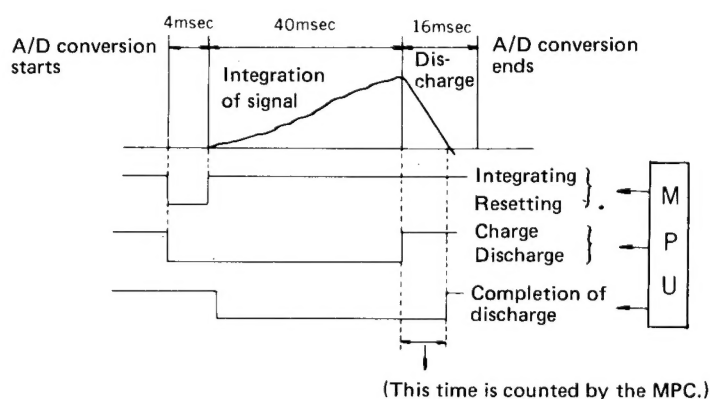 4msec 40msec 16msec
A/D conversion
starts
A/D conversion
ends
Integration
of signal
Dis-
charge
Integrating
Resetting
Charge
Discharge
Completion of
discharge
M
P
U
(This time is counted by the MPC.)